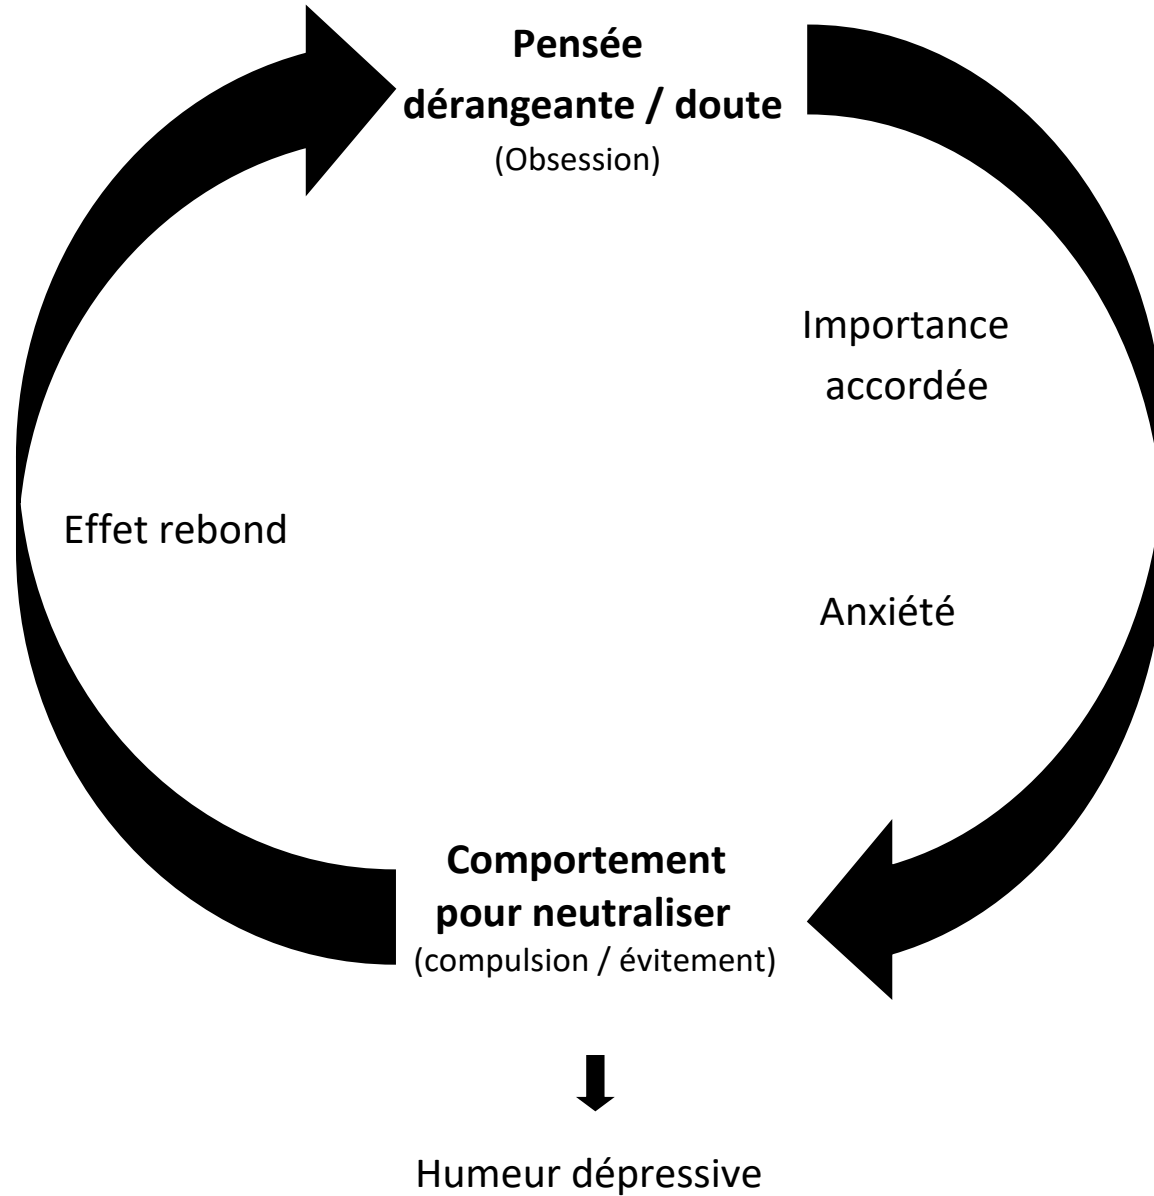 Pensée
dérangeante / doute
(Obsession)
Importance
accordée
Effet rebond
Anxiété
Comportement
pour neutraliser
(compulsion / évitement)
Humeur dépressive